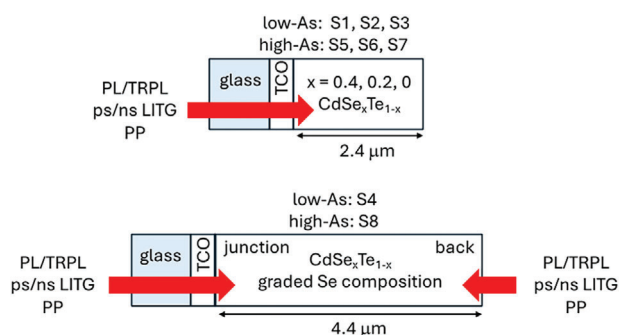 low-As: S1, S2, S3
high-As: S5, S6, S7
glass
TCO
x = 0.4, 0.2, 0
CdSeₓTe₁₋ₓ
PL/TRPL
ps/ns LITG
PP
2.4 μm
low-As: S4
high-As: S8
glass
TCO
junction
back
CdSeₓTe₁₋ₓ
graded Se composition
PL/TRPL
ps/ns LITG
PP
PL/TRPL
ps/ns LITG
PP
4.4 μm